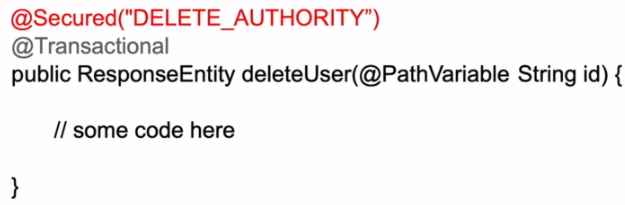 @Secured("DELETE_AUTHORITY”)
@Transactional
public ResponseEntity deleteUser(@PathVariable String id) {
// some code here
}